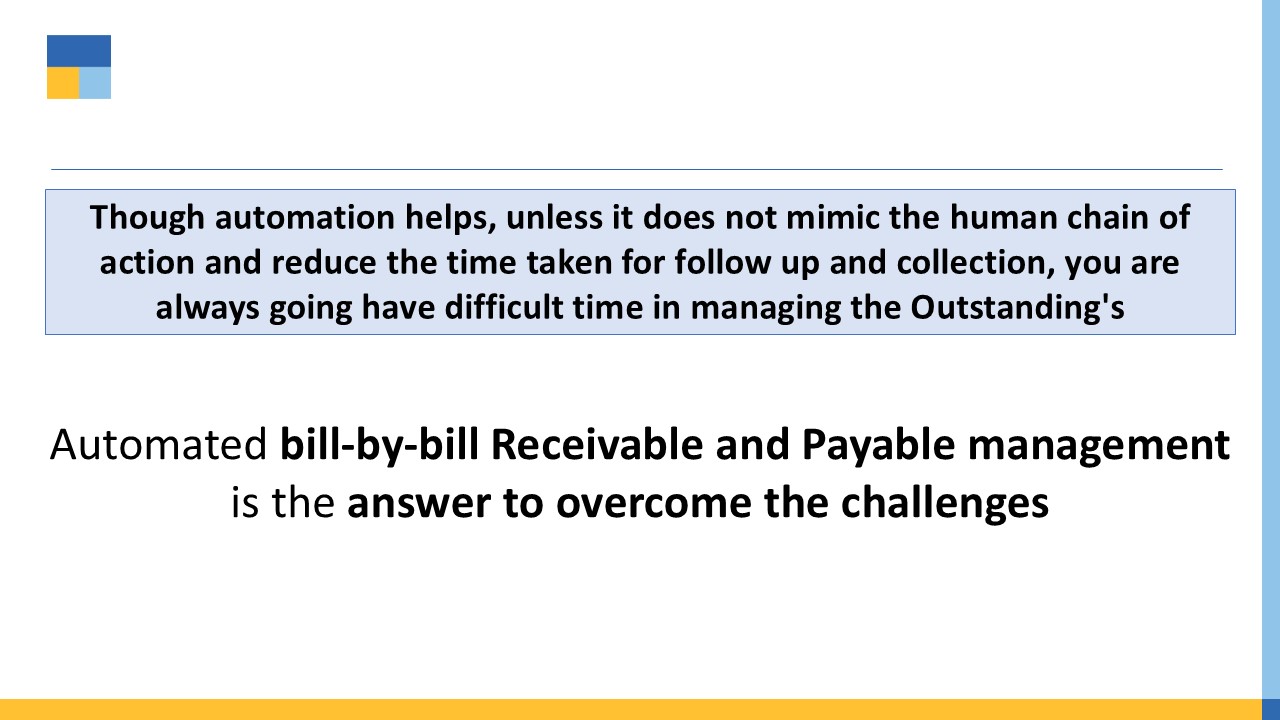 Though automation helps, unless it does not mimic the human chain of
action and reduce the time taken for follow up and collection, you are
always going have difficult time in managing the Outstanding's
Automated bill-by-bill Receivable and Payable management
is the answer to overcome the challenges